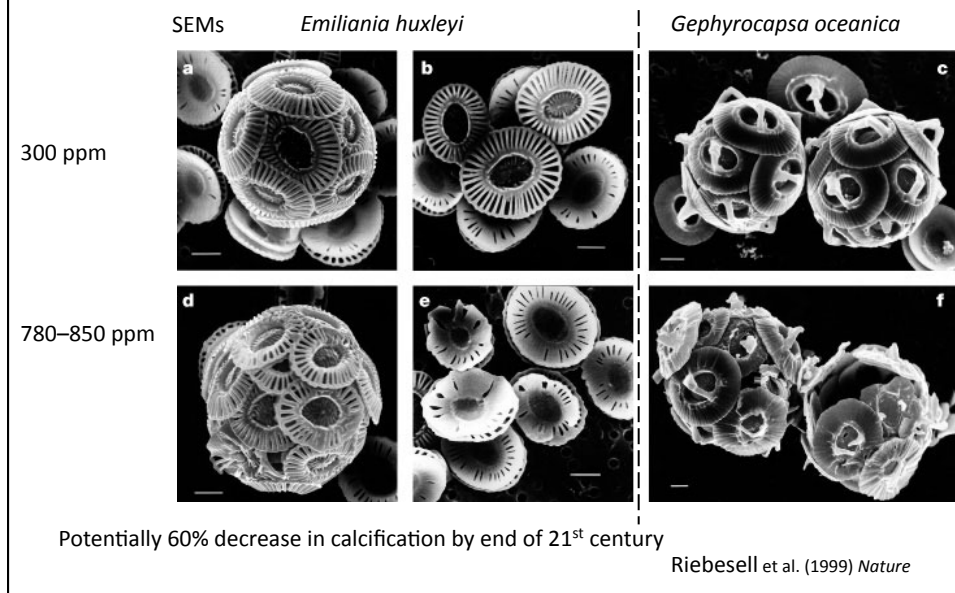 SEMs Emiliania huxleyi Gephyrocapsa oceanica
a b c
300 ppm
d e f
780–850 ppm
Potentially 60% decrease in calcification by end of 21st century
Riebesell et al. (1999) Nature